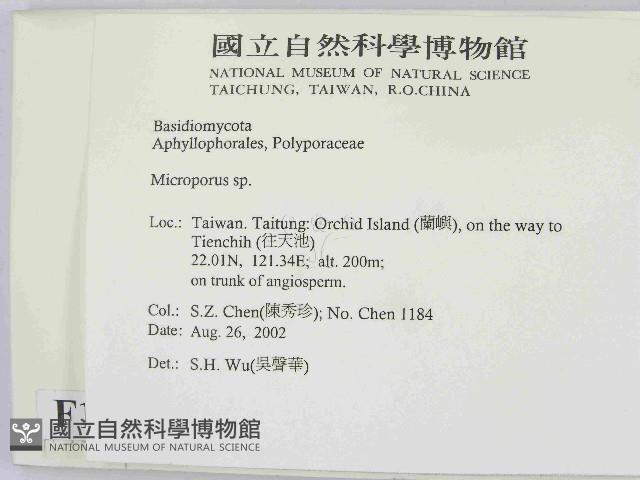 國立自然科學博物館
NATIONAL MUSEUM OF NATURAL SCIENCE
TAICHUNG, TAIWAN, R.O.CHINA
Basidiomycota
Aphyllophorales, Polyporaceae
Microporus sp.
Loc.: Taiwan. Taitung: Orchid Island (蘭嶼), on the way to
Tienchih (往天池)
22.01N, 121.34E; alt. 200m;
on trunk of angiosperm.
Col.: S.Z. Chen(陳秀珍); No. Chen 1184
Date: Aug. 26, 2002
Det.: S.H. Wu(吳聲華)
國立自然科學博物館
NATIONAL MUSEUM OF NATURAL SCIENCE